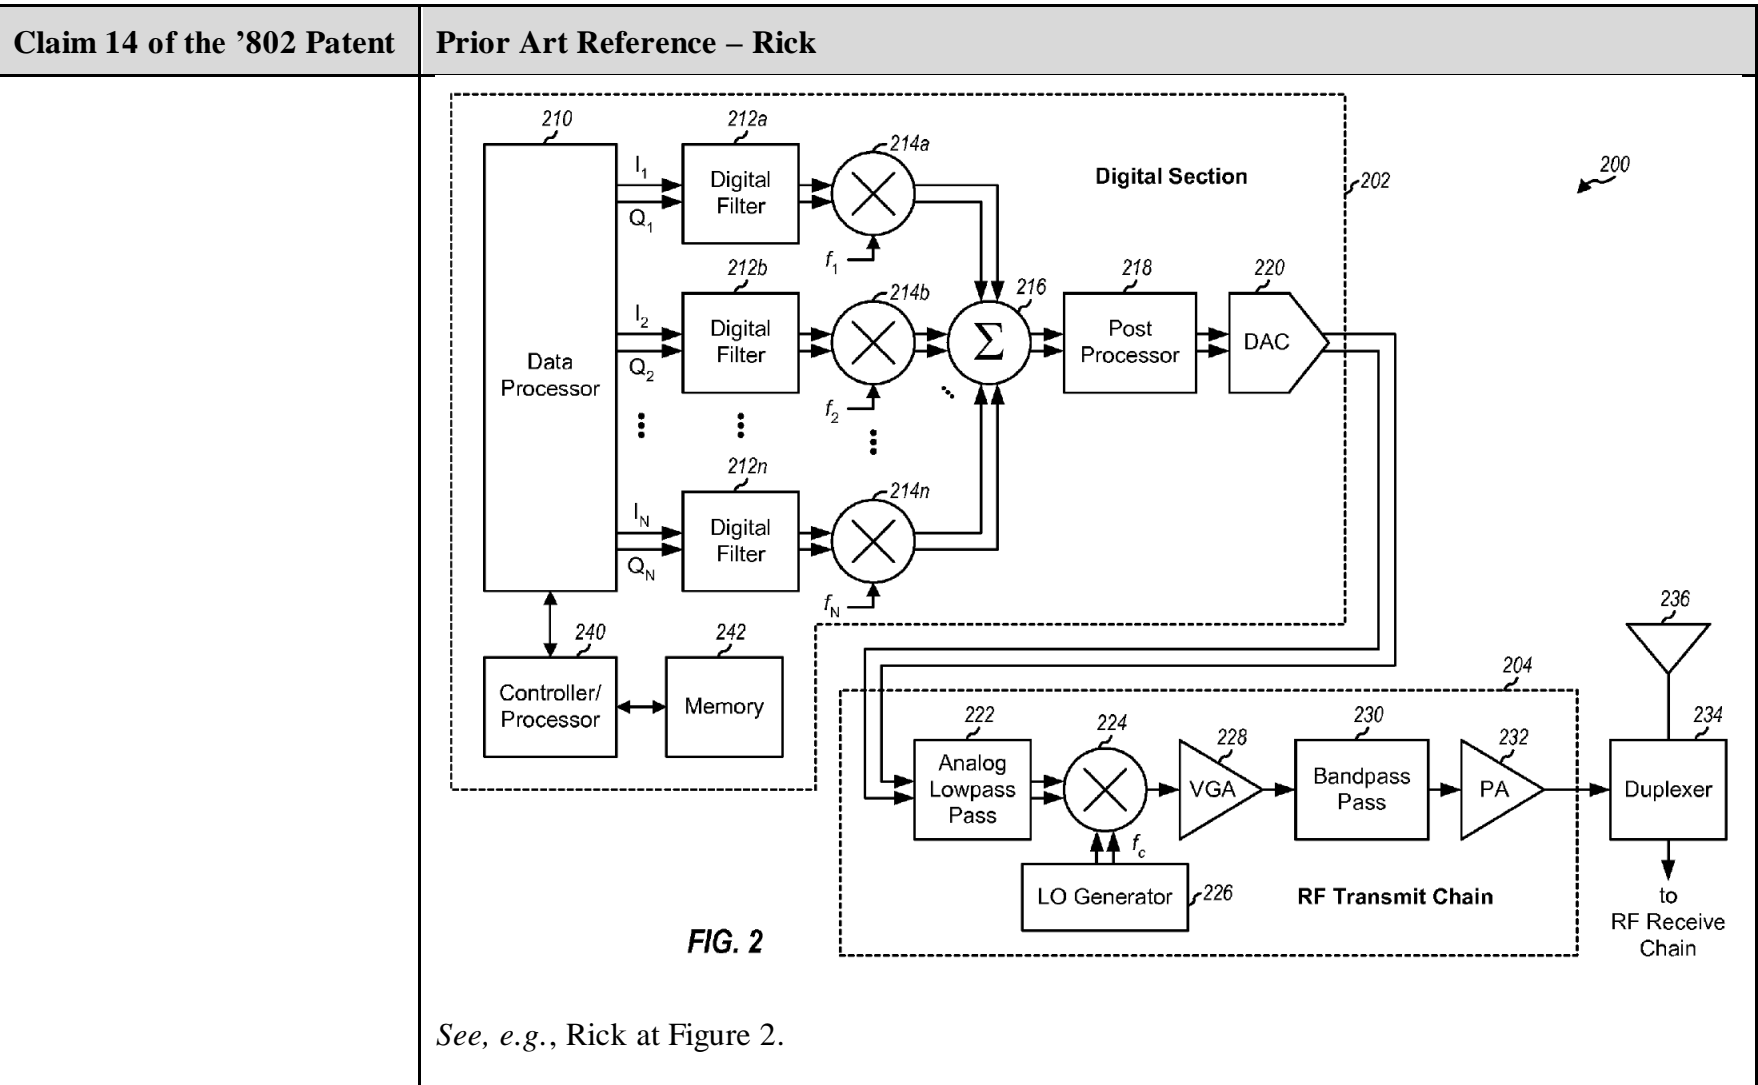 Claim 14 of the ’802 Patent
Prior Art Reference – Rick
210
212a
214a
I1
Q1
Digital
Filter
f1
Digital Section
202
200
212b
214b
I2
Q2
Digital
Filter
f2
216
Σ
218
Post
Processor
220
DAC
Data
Processor
212n
214n
IN
QN
Digital
Filter
fN
240
Controller/
Processor
242
Memory
236
204
222
Analog
Lowpass
Pass
224
fc
228
VGA
230
Bandpass
Pass
232
PA
234
Duplexer
LO Generator
226
RF Transmit Chain
to
RF Receive
Chain
FIG. 2
See, e.g., Rick at Figure 2.